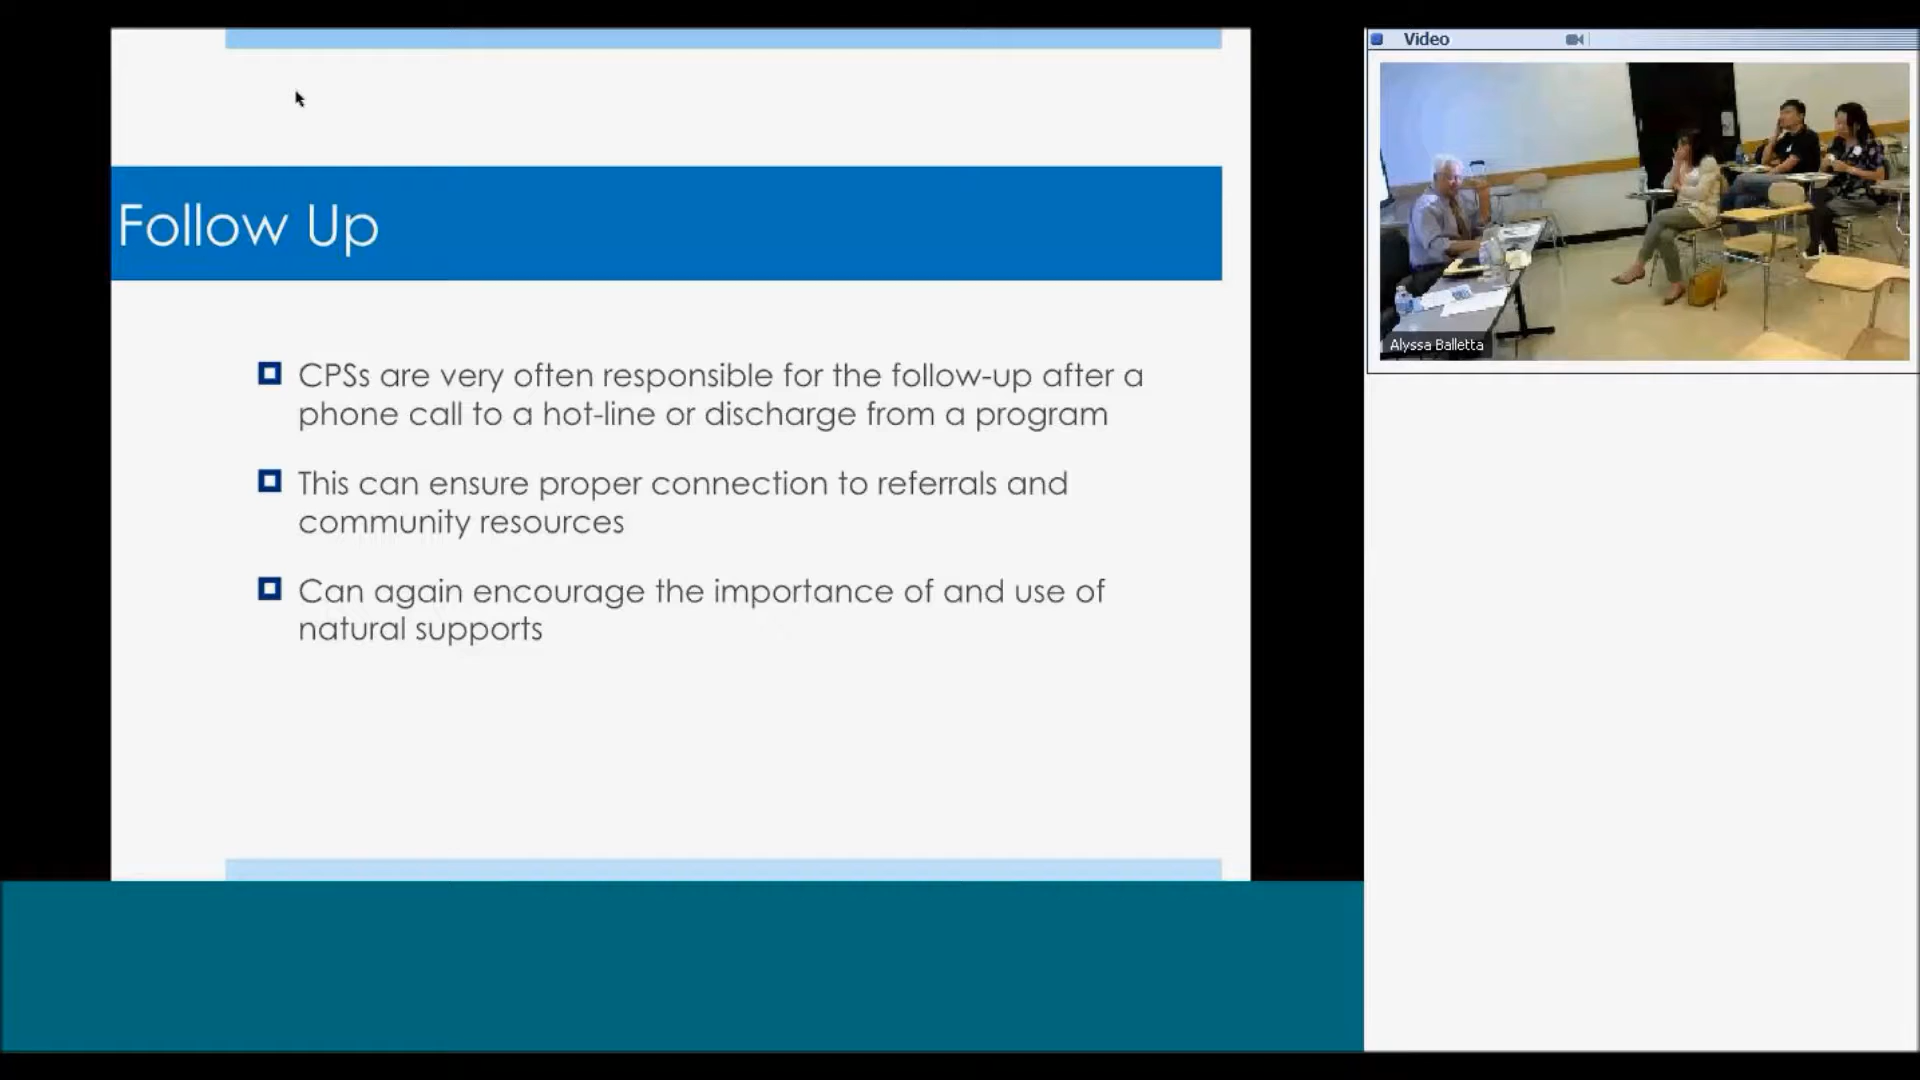 Follow Up
CPSs are very often responsible for the follow-up after a
phone call to a hot-line or discharge from a program
This can ensure proper connection to referrals and
community resources
Can again encourage the importance of and use of
natural supports
Video
Alyssa Balletta